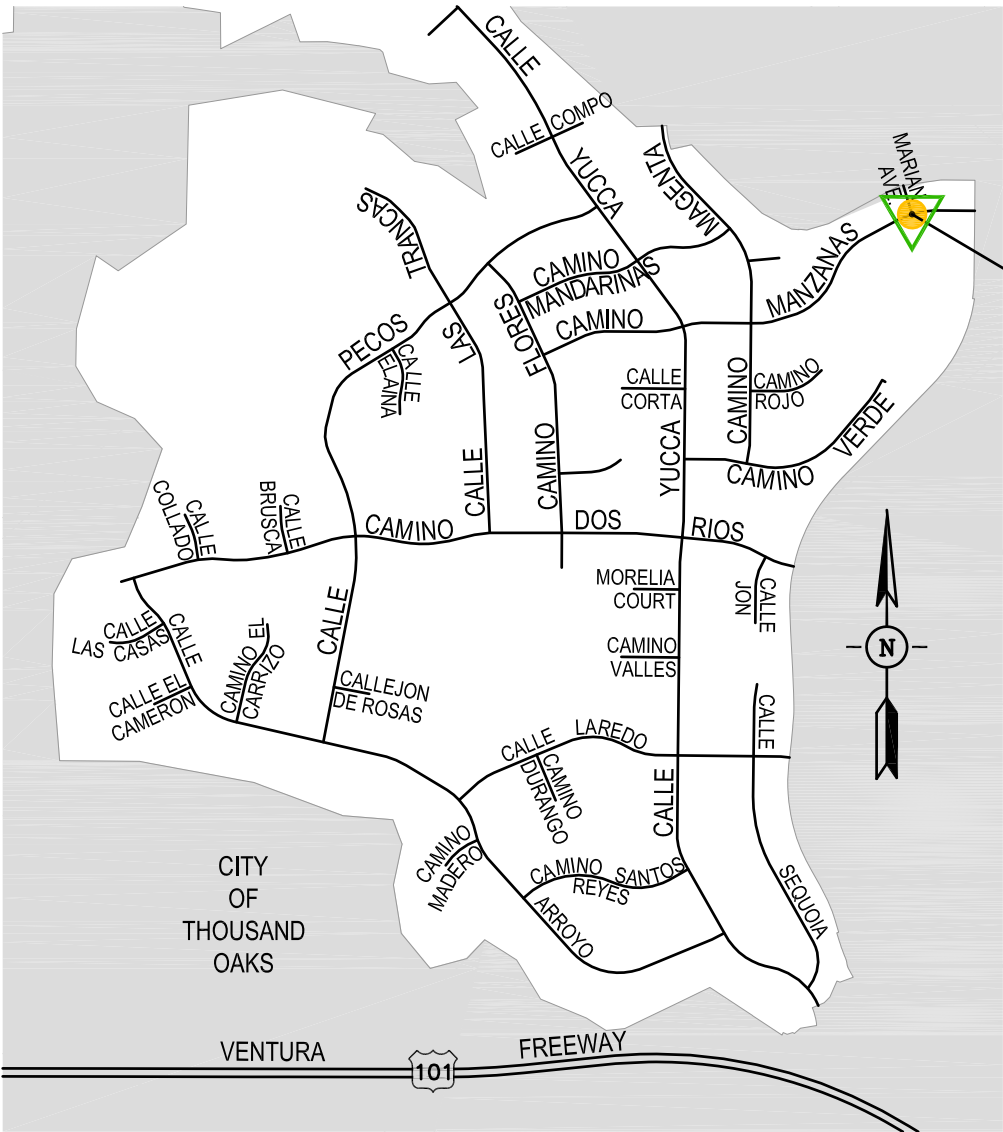 CALLE
CALLE COMPO
YUCCA
MAGENTA
MARIAN
AVE.
TRANCAS
CAMINO
MANDARINAS
MANZANAS
FLORES
CAMINO
LAS
PECOS
CALLE
ELAINA
CALLE
CORTA
CAMINO
CAMINO
ROJO
VERDE
CAMINO
YUCCA
CALLE
CAMINO
CALLE
COLLADO
CALLE
BRUSCA
CAMINO
DOS
RIOS
MORELIA
COURT
CALLE
JON
CALLE
LAS CASAS
CALLE
CALLE
CAMINO EL
CARRIZO
CAMINO
VALLES
CALLE EL
CAMERON
CALLEJON
DE ROSAS
CALLE
CALLE
LAREDO
CAMINO
DURANGO
CALLE
CAMINO
MADERO
CAMINO SANTOS
REYES
SEQUOIA
ARROYO
CITY
OF
THOUSAND
OAKS
N
VENTURA
101
FREEWAY